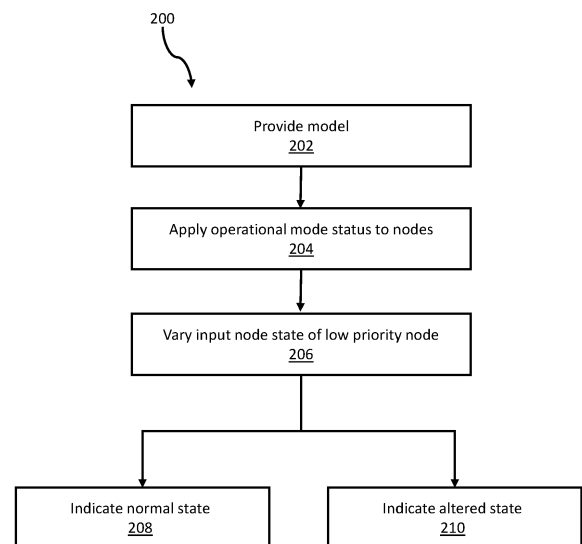 200
Provide model
202
Apply operational mode status to nodes
204
Vary input node state of low priority node
206
Indicate normal state
208
Indicate altered state
210